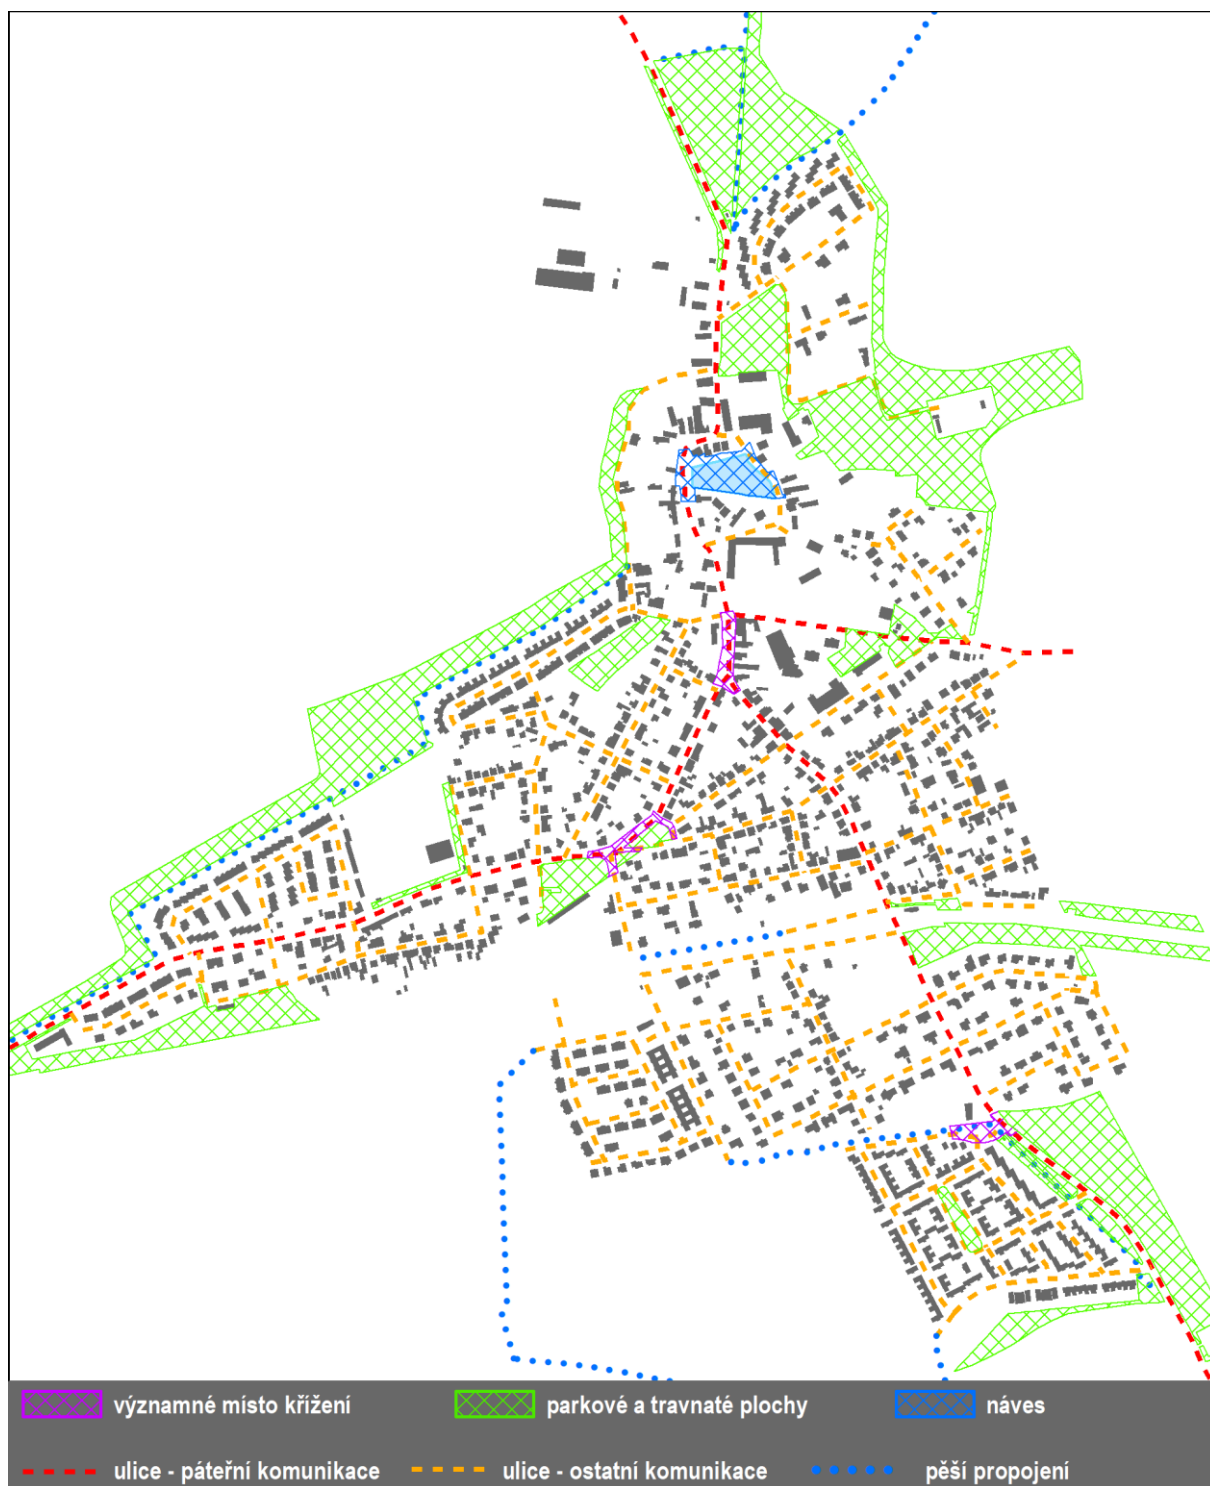 významné místo křížení parkové a travnaté plochy náves
ulice - páteřní komunikace ulice - ostatní komunikace pěší propojení